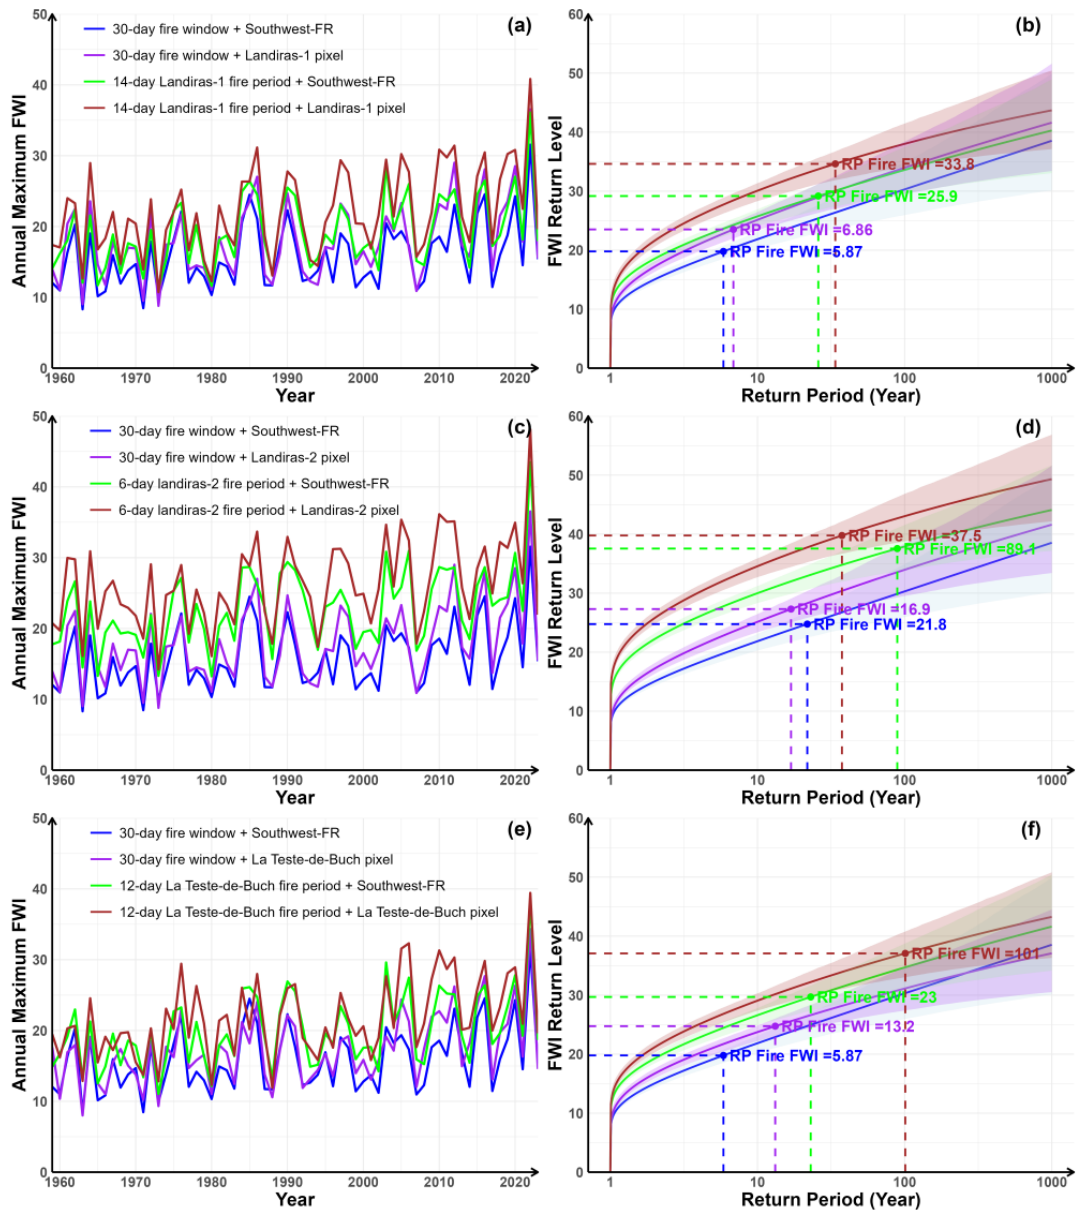 (a)
Annual Maximum FWI
50
40
30
20
10
0
30-day fire window + Southwest-FR
30-day fire window + Landiras-1 pixel
14-day Landiras-1 fire period + Southwest-FR
14-day Landiras-1 fire period + Landiras-1 pixel
1960 1970 1980 1990 2000 2010 2020
Year
(b)
FWI Return Level
60
50
40
30
20
10
0
RP Fire FWI =33.8
RP Fire FWI =25.9
RP Fire FWI =6.86
RP Fire FWI =5.87
1 10 100 1000
Return Period (Year)
(c)
Annual Maximum FWI
50
40
30
20
10
0
30-day fire window + Southwest-FR
30-day fire window + Landiras-2 pixel
6-day landiras-2 fire period + Southwest-FR
6-day landiras-2 fire period + Landiras-2 pixel
1960 1970 1980 1990 2000 2010 2020
Year
(d)
FWI Return Level
60
50
40
30
20
10
0
RP Fire FWI =37.5
RP Fire FWI =89.1
RP Fire FWI =16.9
RP Fire FWI =21.8
1 10 100 1000
Return Period (Year)
(e)
Annual Maximum FWI
50
40
30
20
10
0
30-day fire window + Southwest-FR
30-day fire window + La Teste-de-Buch pixel
12-day La Teste-de-Buch fire period + Southwest-FR
12-day La Teste-de-Buch fire period + La Teste-de-Buch pixel
1960 1970 1980 1990 2000 2010 2020
Year
(f)
FWI Return Level
60
50
40
30
20
10
0
RP Fire FWI =101
RP Fire FWI =23
RP Fire FWI =13.2
RP Fire FWI =5.87
1 10 100 1000
Return Period (Year)